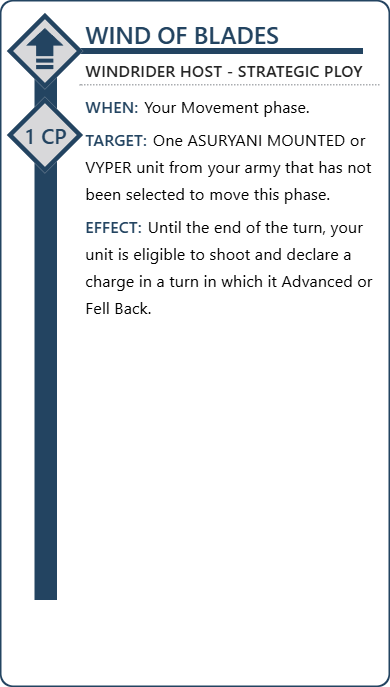 WIND OF BLADES
WINDRIDER HOST - STRATEGIC PLOY
1 CP
WHEN: Your Movement phase.
TARGET: One ASURYANI MOUNTED or
VYPER unit from your army that has not
been selected to move this phase.
EFFECT: Until the end of the turn, your
unit is eligible to shoot and declare a
charge in a turn in which it Advanced or
Fell Back.